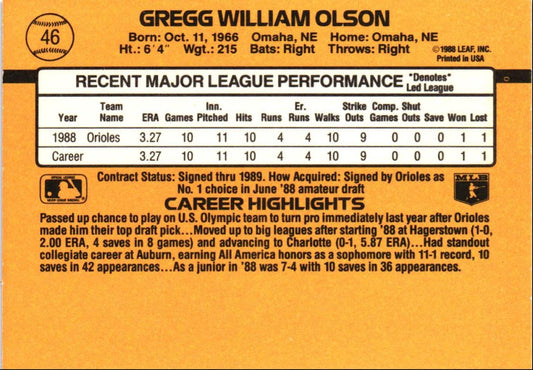 46
GREGG WILLIAM OLSON
Born: Oct. 11, 1966 Omaha, NE Home: Omaha, NE
Ht.: 6'4" Wgt.: 215 Bats: Right Throws: Right
©1988 LEAF, INC.
Printed in USA
RECENT MAJOR LEAGUE PERFORMANCE *Denotes* Led League
Year Team Name ERA Games Inn. Pitched Hits Runs Er. Runs Walks Strike Outs Comp. Games Shut Outs Save Won Lost
1988 Orioles 3.27 10 11 10 4 4 10 9 0 0 0 1 1
Career 3.27 10 11 10 4 4 10 9 0 0 0 1 1
Contract Status: Signed thru 1989. How Acquired: Signed by Orioles as
No. 1 choice in June '88 amateur draft
MLB
CAREER HIGHLIGHTS
Passed up chance to play on U.S. Olympic team to turn pro immediately last year after Orioles
made him their top draft pick...Moved up to big leagues after starting '88 at Hagerstown (1-0,
2.00 ERA, 4 saves in 8 games) and advancing to Charlotte (0-1, 5.87 ERA)...Had standout
collegiate career at Auburn, earning All America honors as a sophomore with 11-1 record, 10
saves in 42 appearances...As a junior in '88 was 7-4 with 10 saves in 36 appearances.